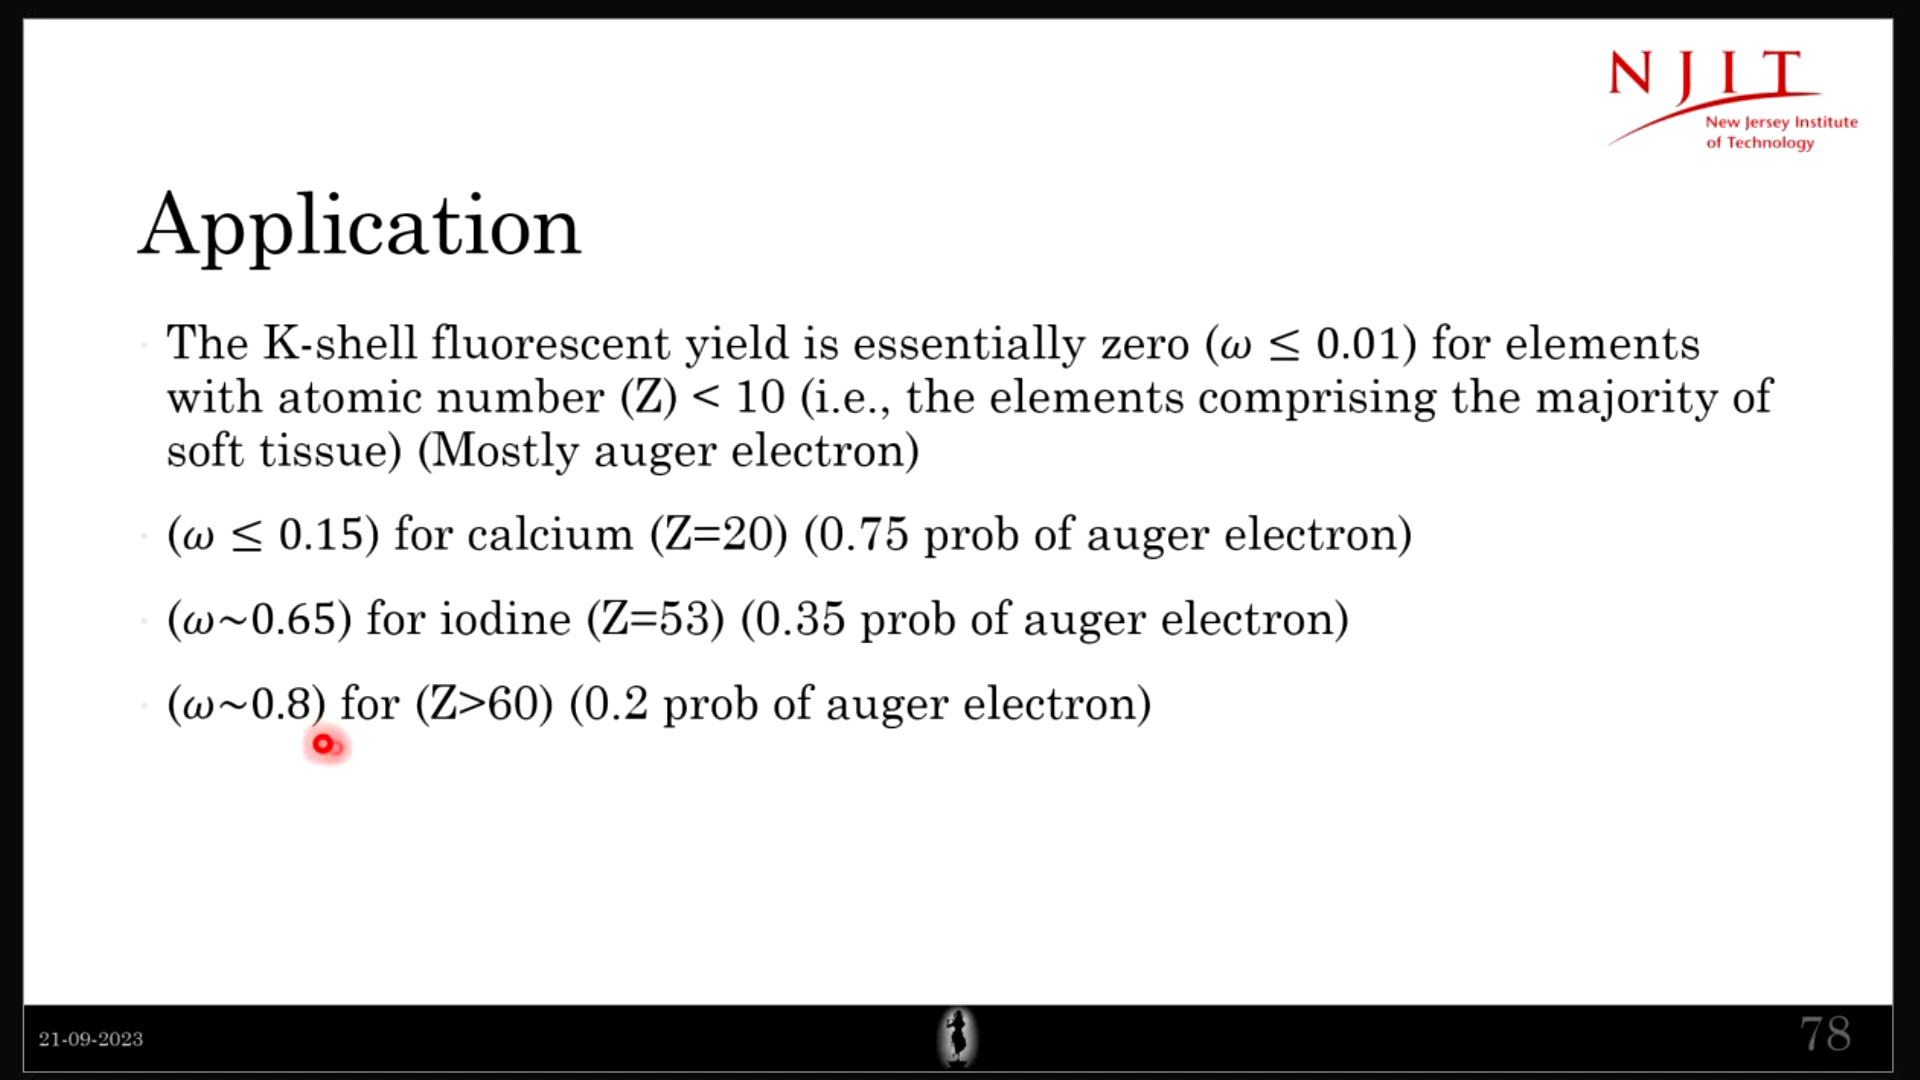 N J I T
New Jersey Institute
of Technology
Application
The K-shell fluorescent yield is essentially zero (ω ≤ 0.01) for elements
with atomic number (Z) < 10 (i.e., the elements comprising the majority of
soft tissue) (Mostly auger electron)
(ω ≤ 0.15) for calcium (Z=20) (0.75 prob of auger electron)
(ω~0.65) for iodine (Z=53) (0.35 prob of auger electron)
(ω~0.8) for (Z>60) (0.2 prob of auger electron)
21-09-2023
78